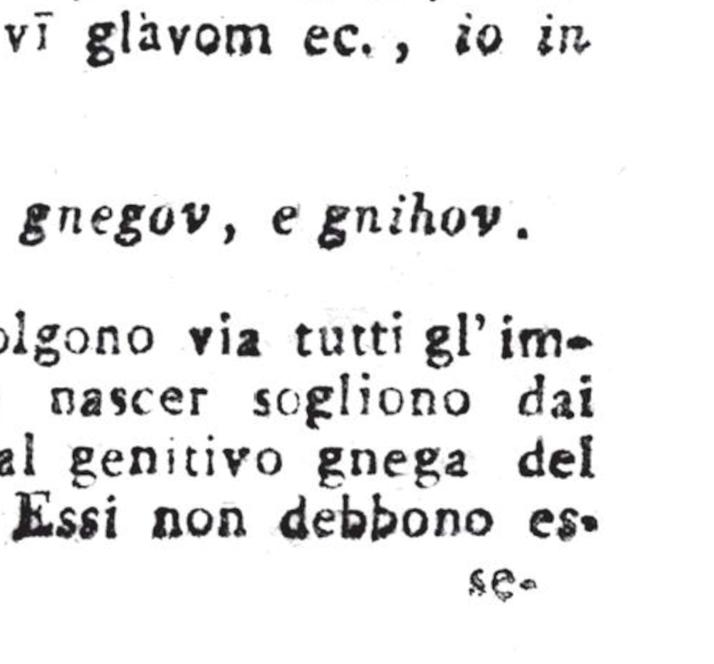 vī glàvom ec., io in
gnegov, e gnihov.
olgono via tutti gl' im-
nascer sogliono dai
al genitivo gnega del
Essi non debbono es-
se-